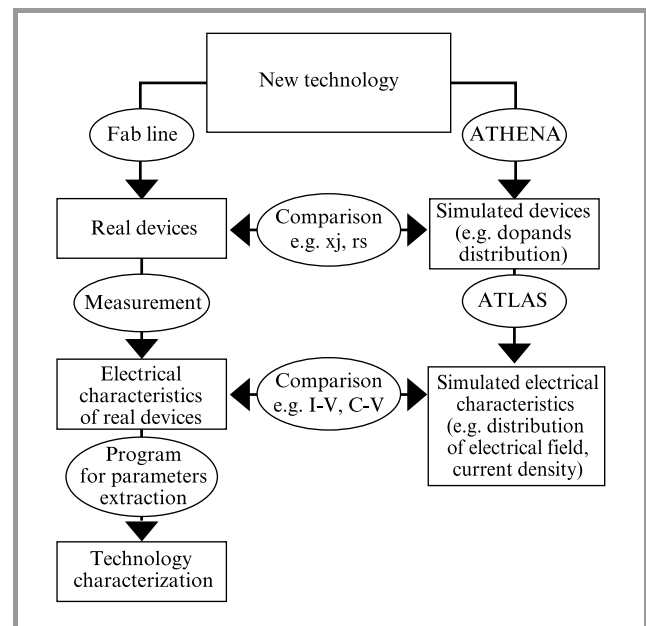 New technology
Fab line
ATHENA
Real devices
Comparison
e.g. xj, rs
Simulated devices
(e.g. dopands
distribution)
Measurement
ATLAS
Electrical
characteristics
of real devices
Comparison
e.g. I-V, C-V
Simulated electrical
characteristics
(e.g. distribution
of electrical field,
current density)
Program
for parameters
extraction
Technology
characterization